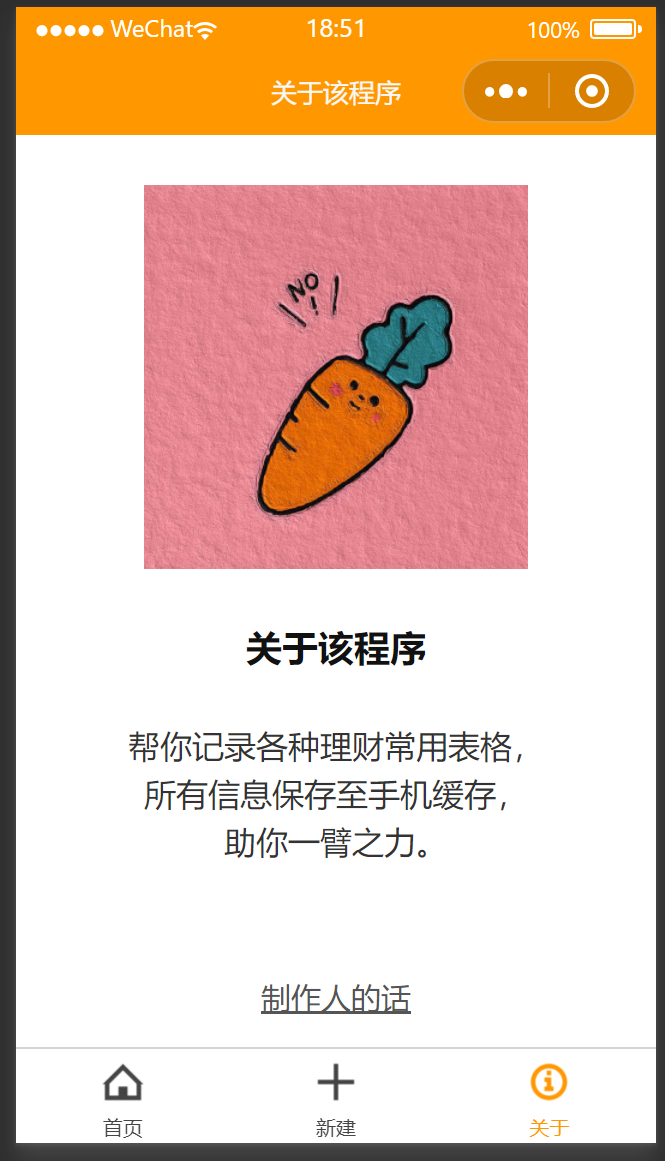 WeChat
18:51
100%
关于该程序
NO!
关于该程序
帮你记录各种理财常用表格，
所有信息保存至手机缓存，
助你一臂之力。
制作人的话
首页
新建
关于